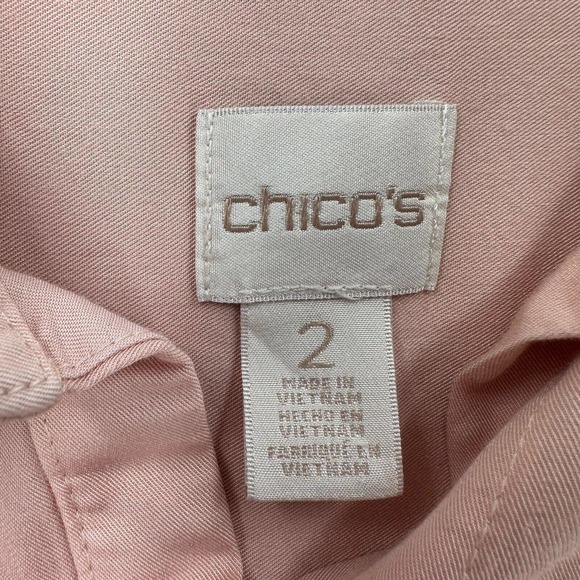 chico's
2
MADE IN
VIETNAM
HECHO EN
VIETNAM
FABRIQUÉ EN
VIETNAM